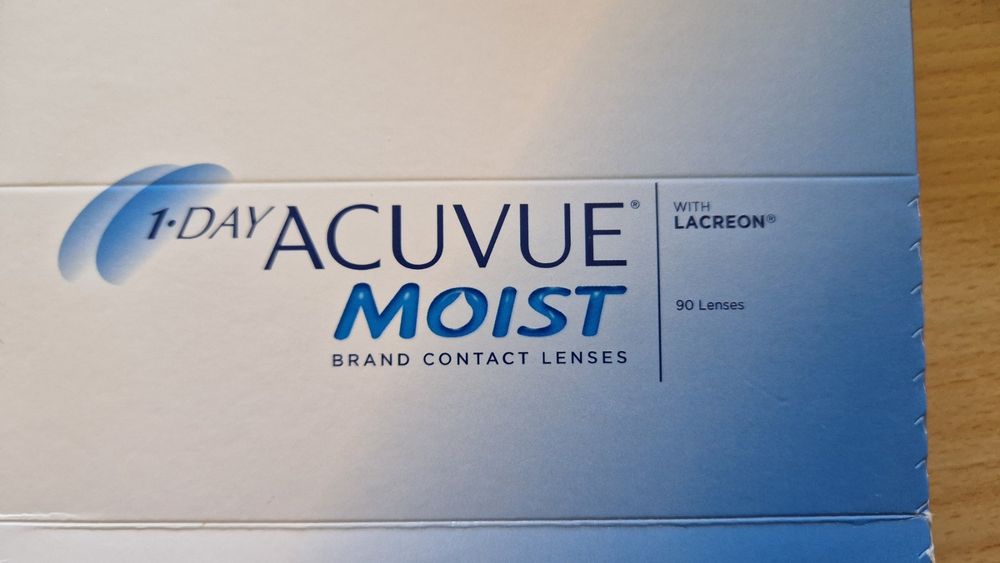 1·DAY ACUVUE®
MOIST
BRAND CONTACT LENSES
WITH
LACREON®
90 Lenses